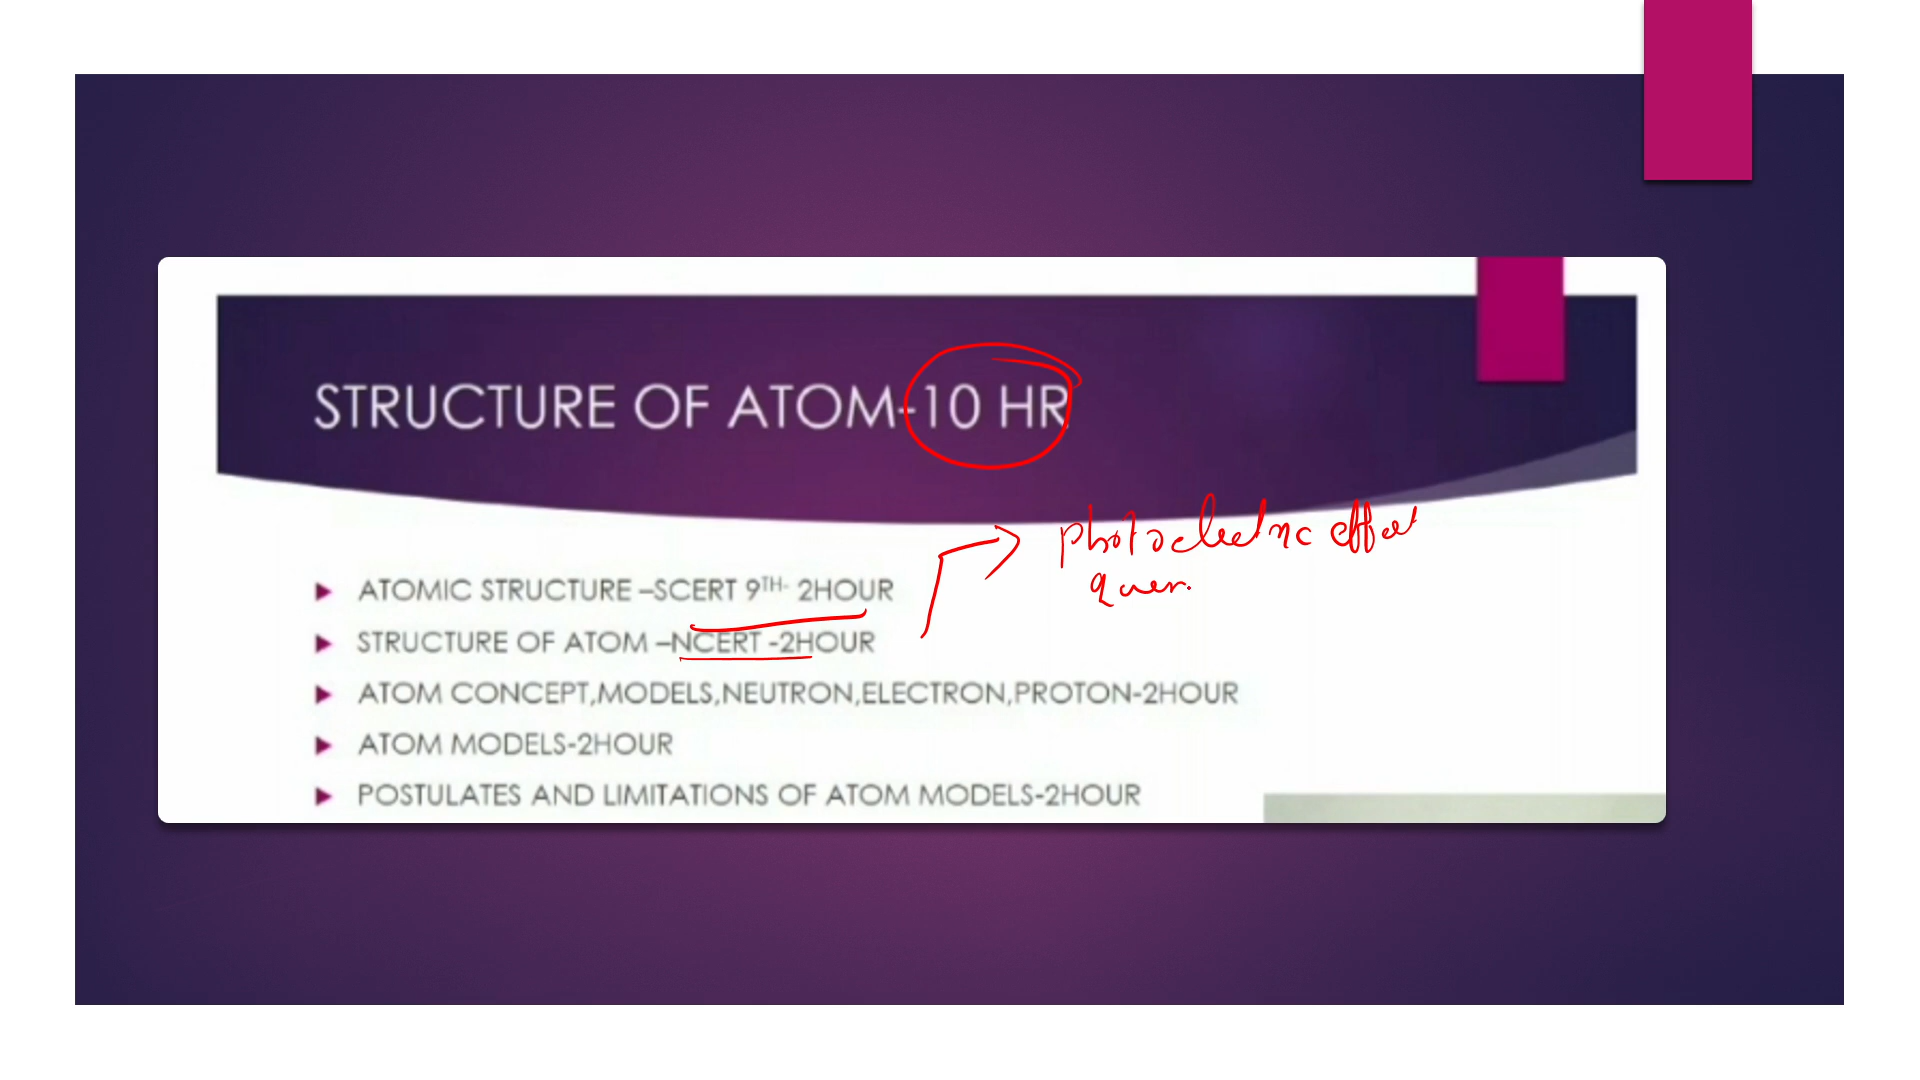 STRUCTURE OF ATOM-10 HR
photoelectric effect
ATOMIC STRUCTURE –SCERT 9TH- 2HOUR
STRUCTURE OF ATOM –NCERT -2HOUR
ATOM CONCEPT,MODELS,NEUTRON,ELECTRON,PROTON-2HOUR
ATOM MODELS-2HOUR
POSTULATES AND LIMITATIONS OF ATOM MODELS-2HOUR